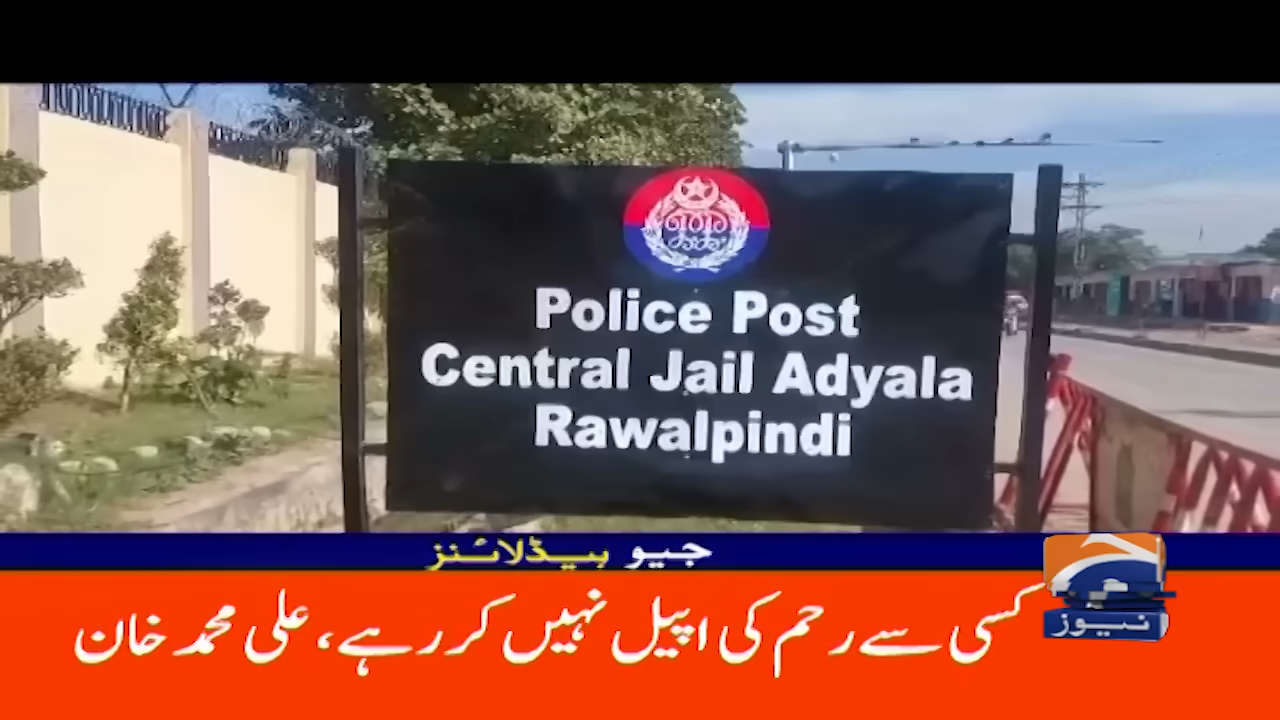 Police Post
Central Jail Adyala
Rawalpindi
جیو ہیڈلائنز
کسی سے رحم کی اپیل نہیں کر رہے، علی محمد خان
نیوز